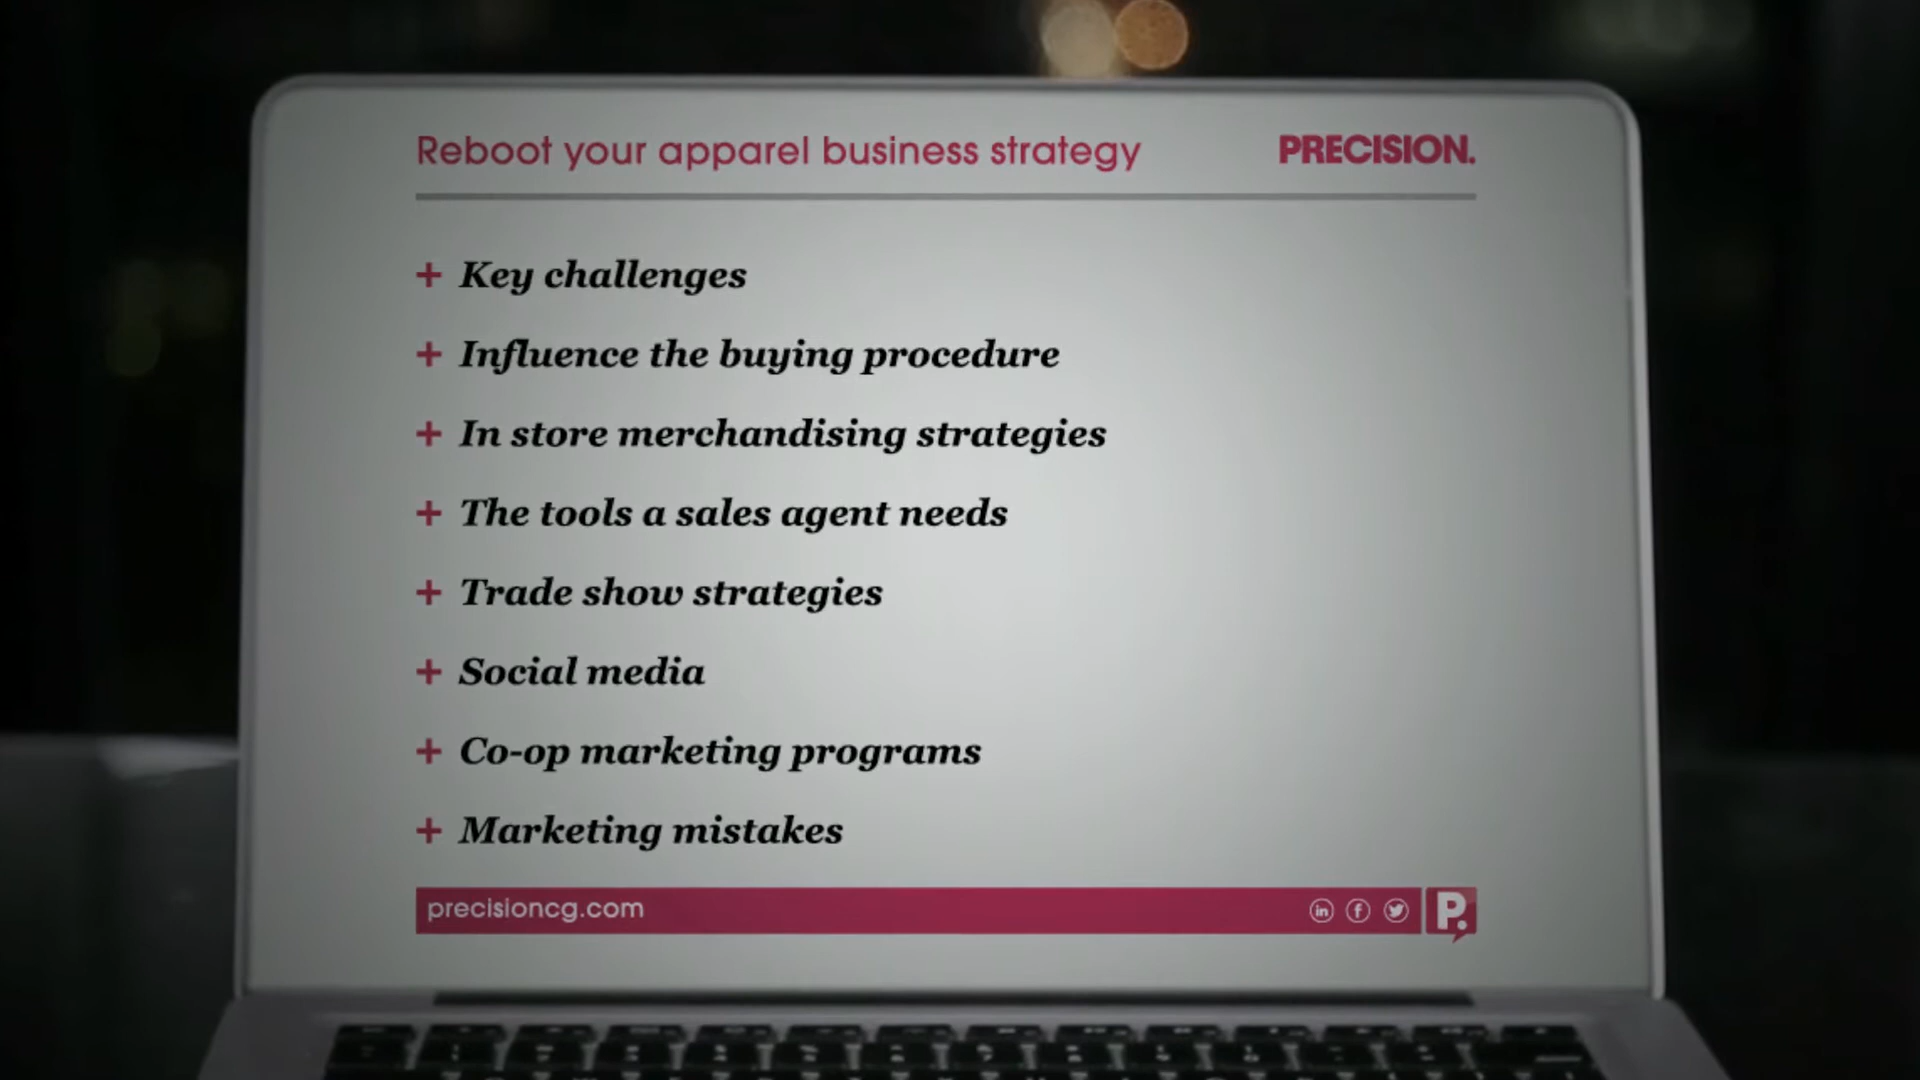 Reboot your apparel business strategy
PRECISION.
+ Key challenges
+ Influence the buying procedure
+ In store merchandising strategies
+ The tools a sales agent needs
+ Trade show strategies
+ Social media
+ Co-op marketing programs
+ Marketing mistakes
precisioncg.com
in f
P.